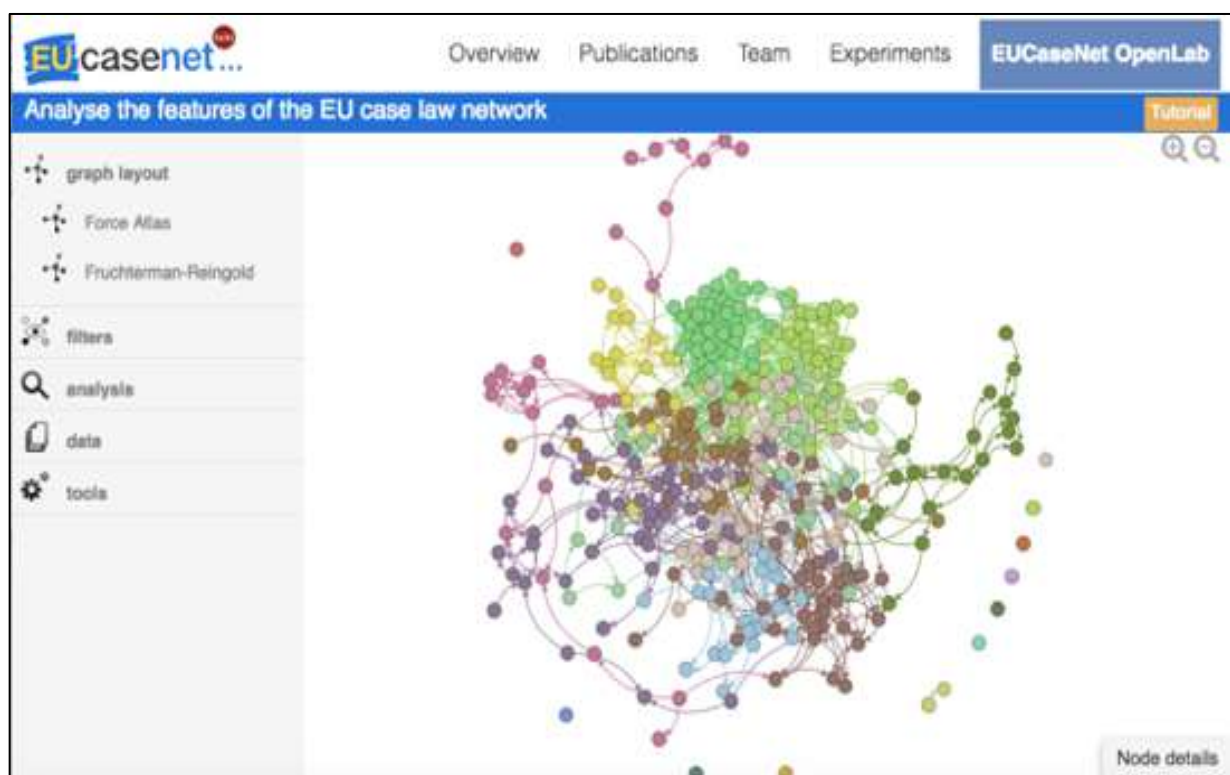 EUcasenet...
Overview Publications Team Experiments EUCaseNet OpenLab
Analyse the features of the EU case law network
Tutorial
graph layout
Force Atlas
Fruchterman-Reingold
filters
analysis
data
tools
Node details